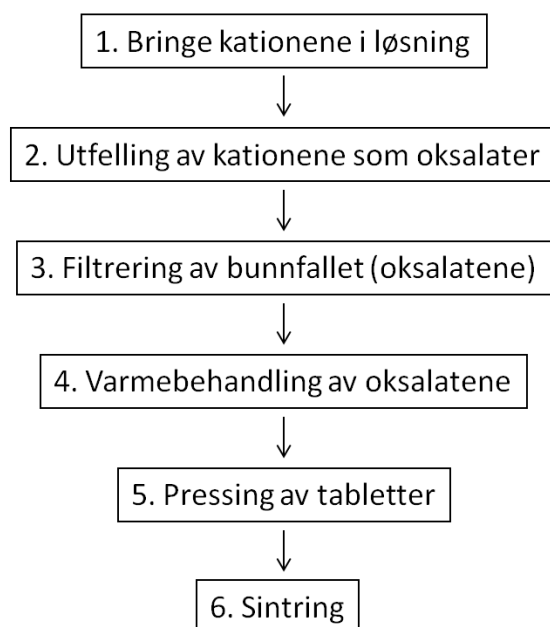 1. Bringe kationene i løsning
2. Utfelling av kationene som oksalater
3. Filtrering av bunnfallet (oksalatene)
4. Varmebehandling av oksalatene
5. Pressing av tabletter
6. Sintring